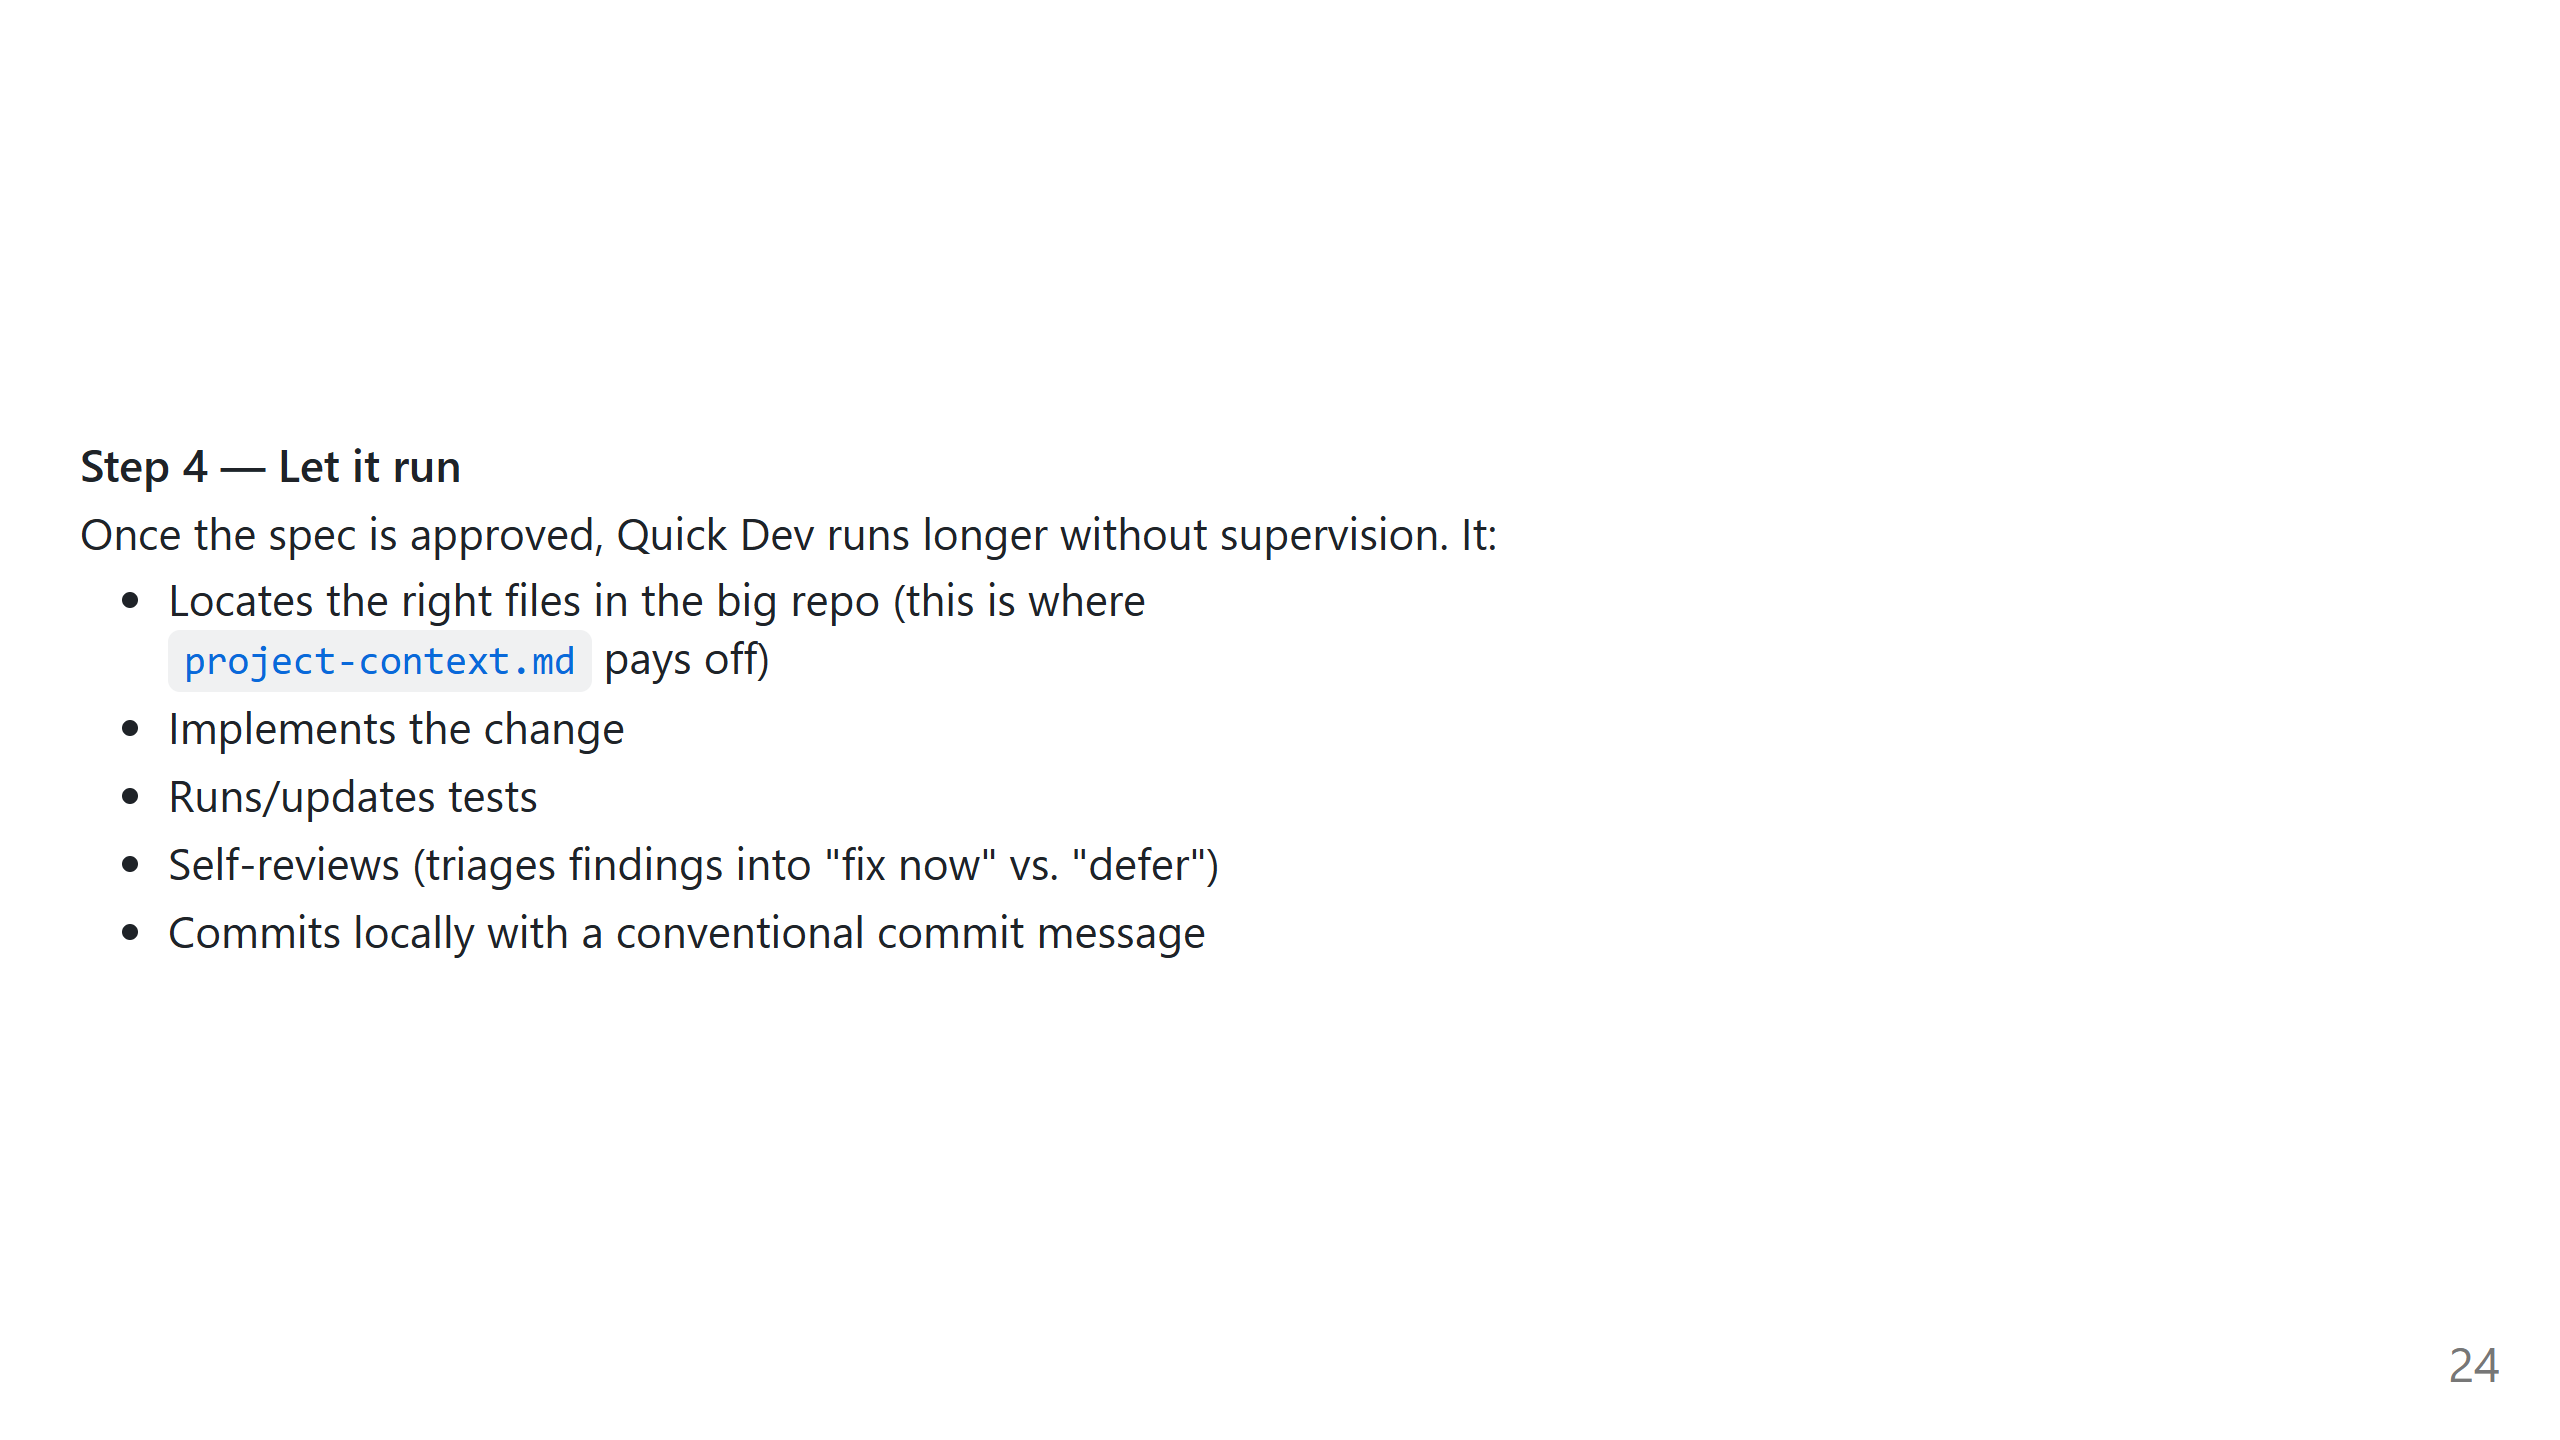 Step 4 — Let it run
Once the spec is approved, Quick Dev runs longer without supervision. It:
• Locates the right files in the big repo (this is where
project-context.md pays off)
• Implements the change
• Runs/updates tests
• Self-reviews (triages findings into "fix now" vs. "defer")
• Commits locally with a conventional commit message
24